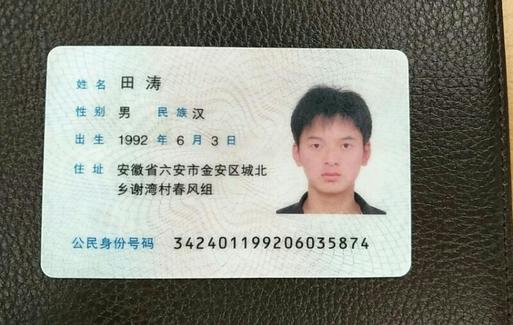 姓名 田涛
性别 男 民族 汉
出生 1992 年 6 月 3 日
住址 安徽省六安市金安区城北
乡谢湾村春风组
公民身份号码 342401199206035874